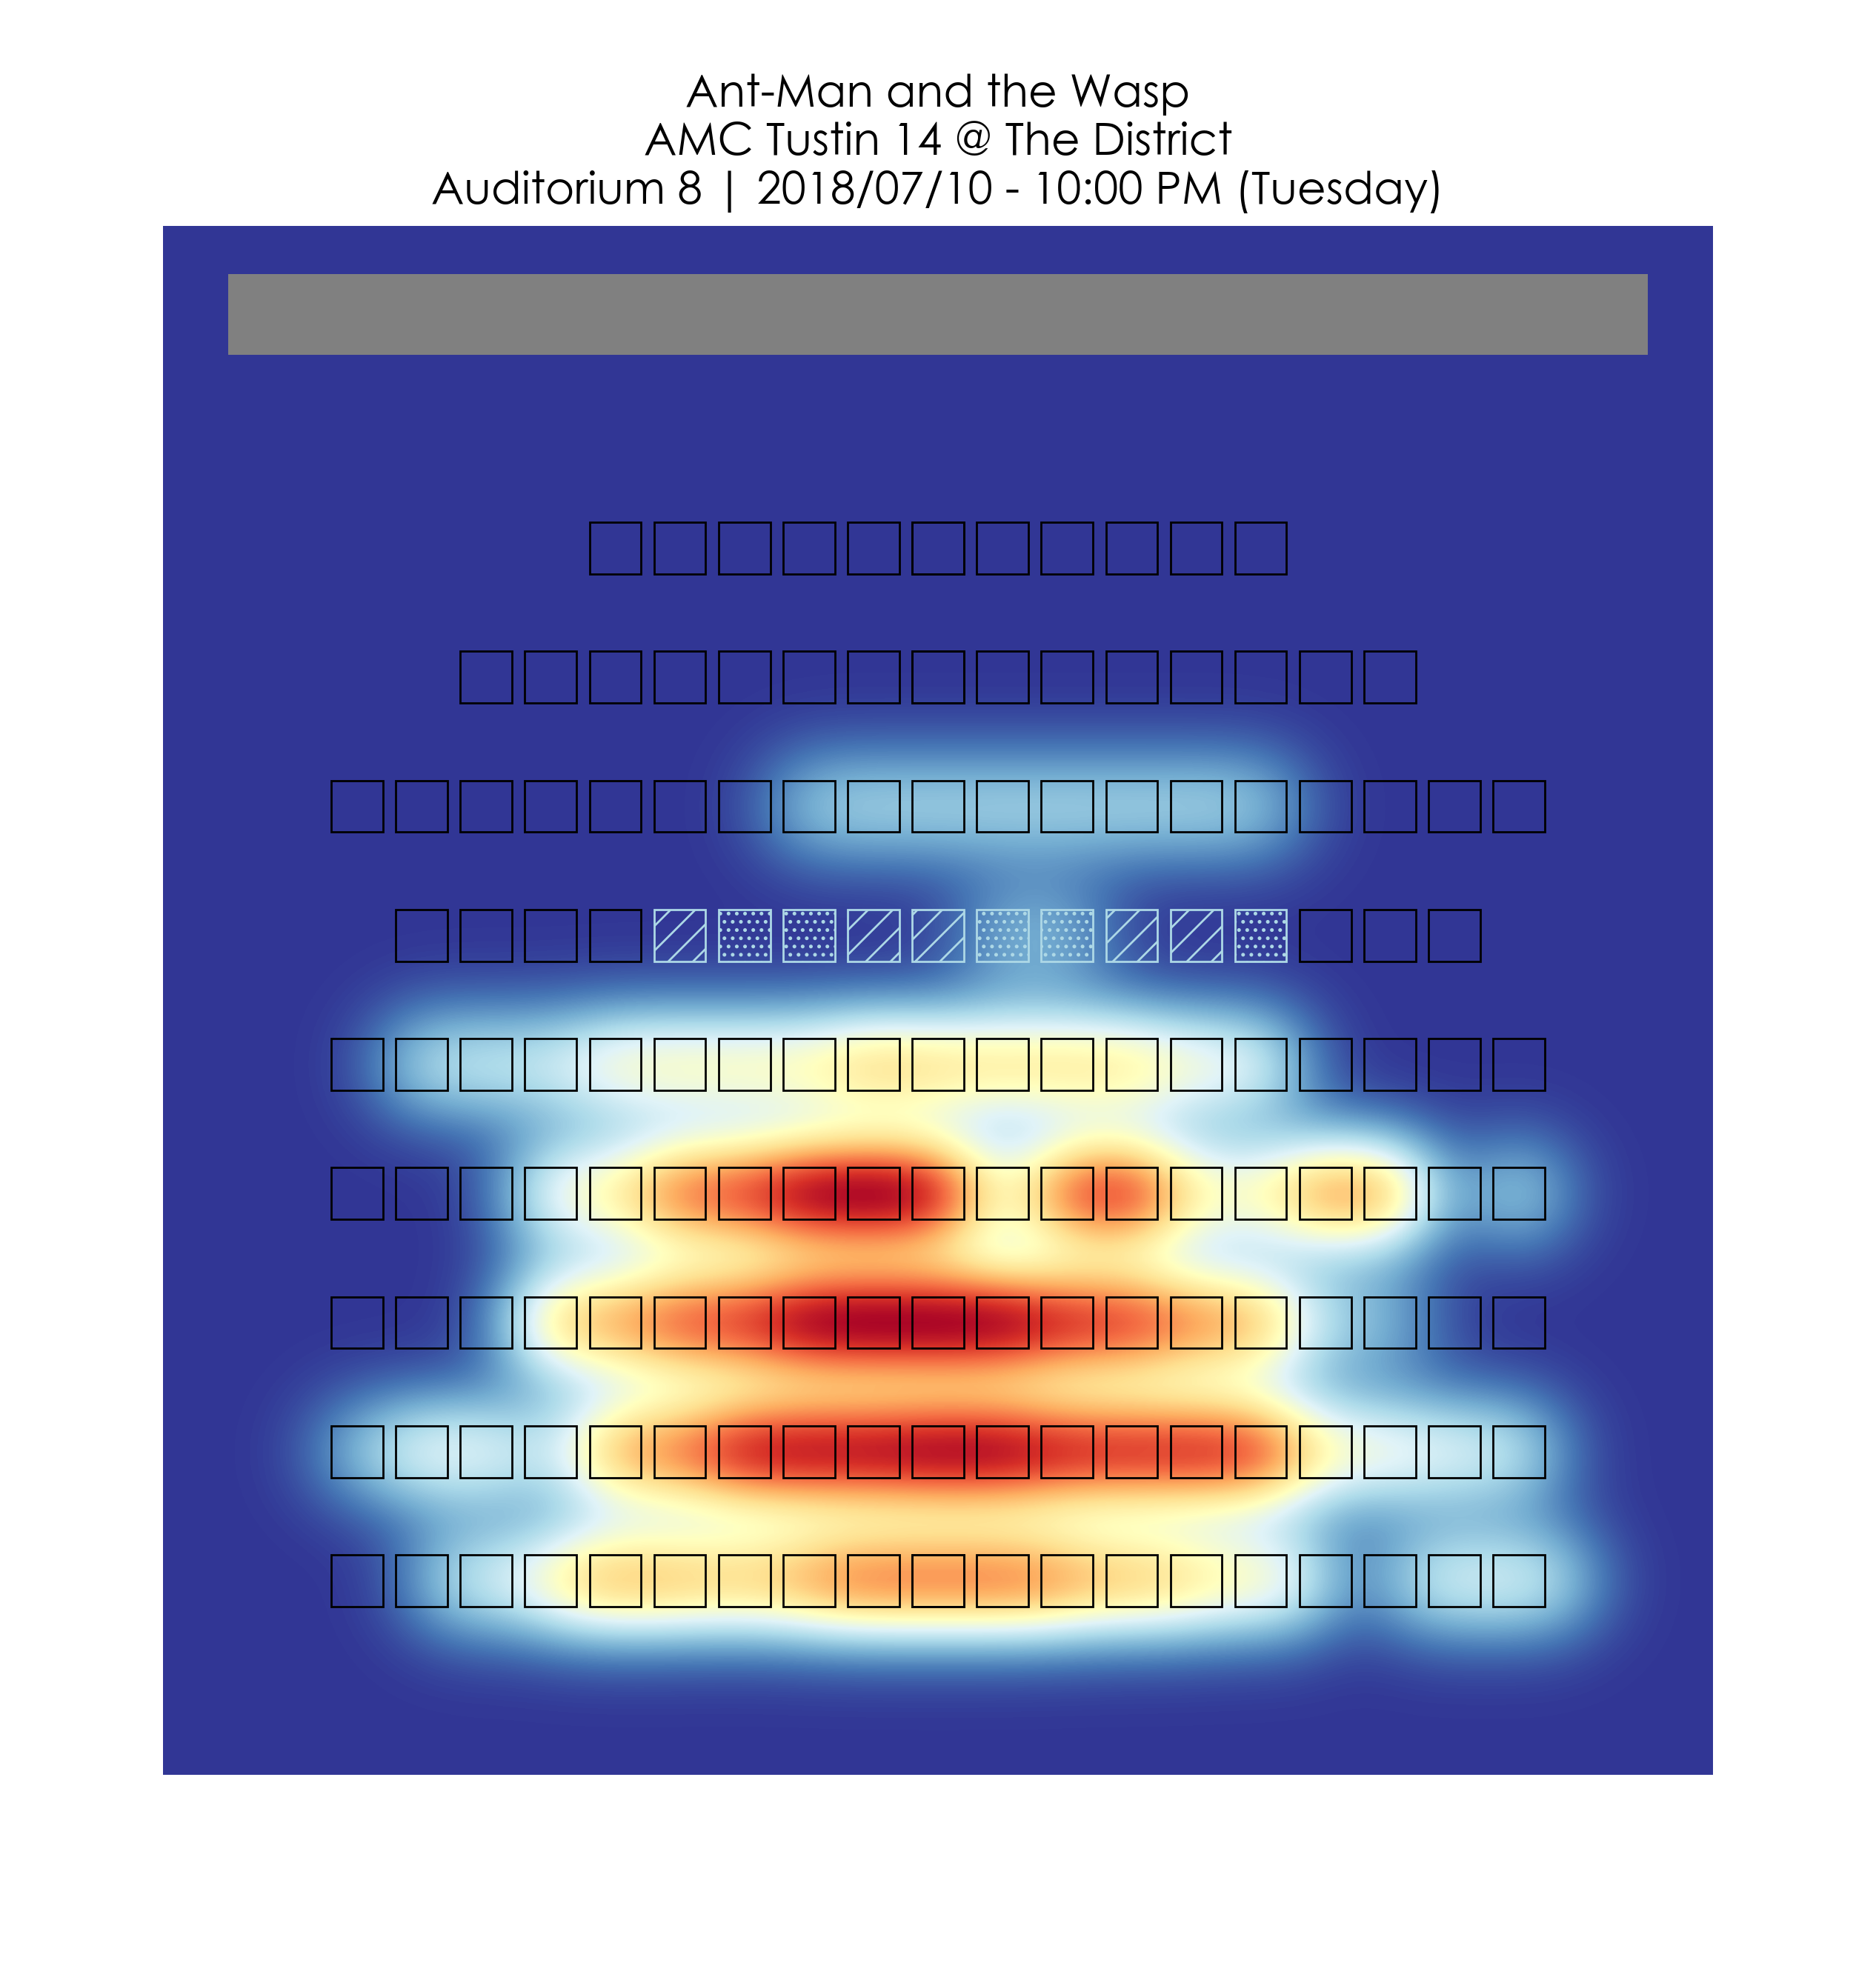 Ant-Man and the Wasp
AMC Tustin 14 @ The District
Auditorium 8 | 2018/07/10 - 10:00 PM (Tuesday)